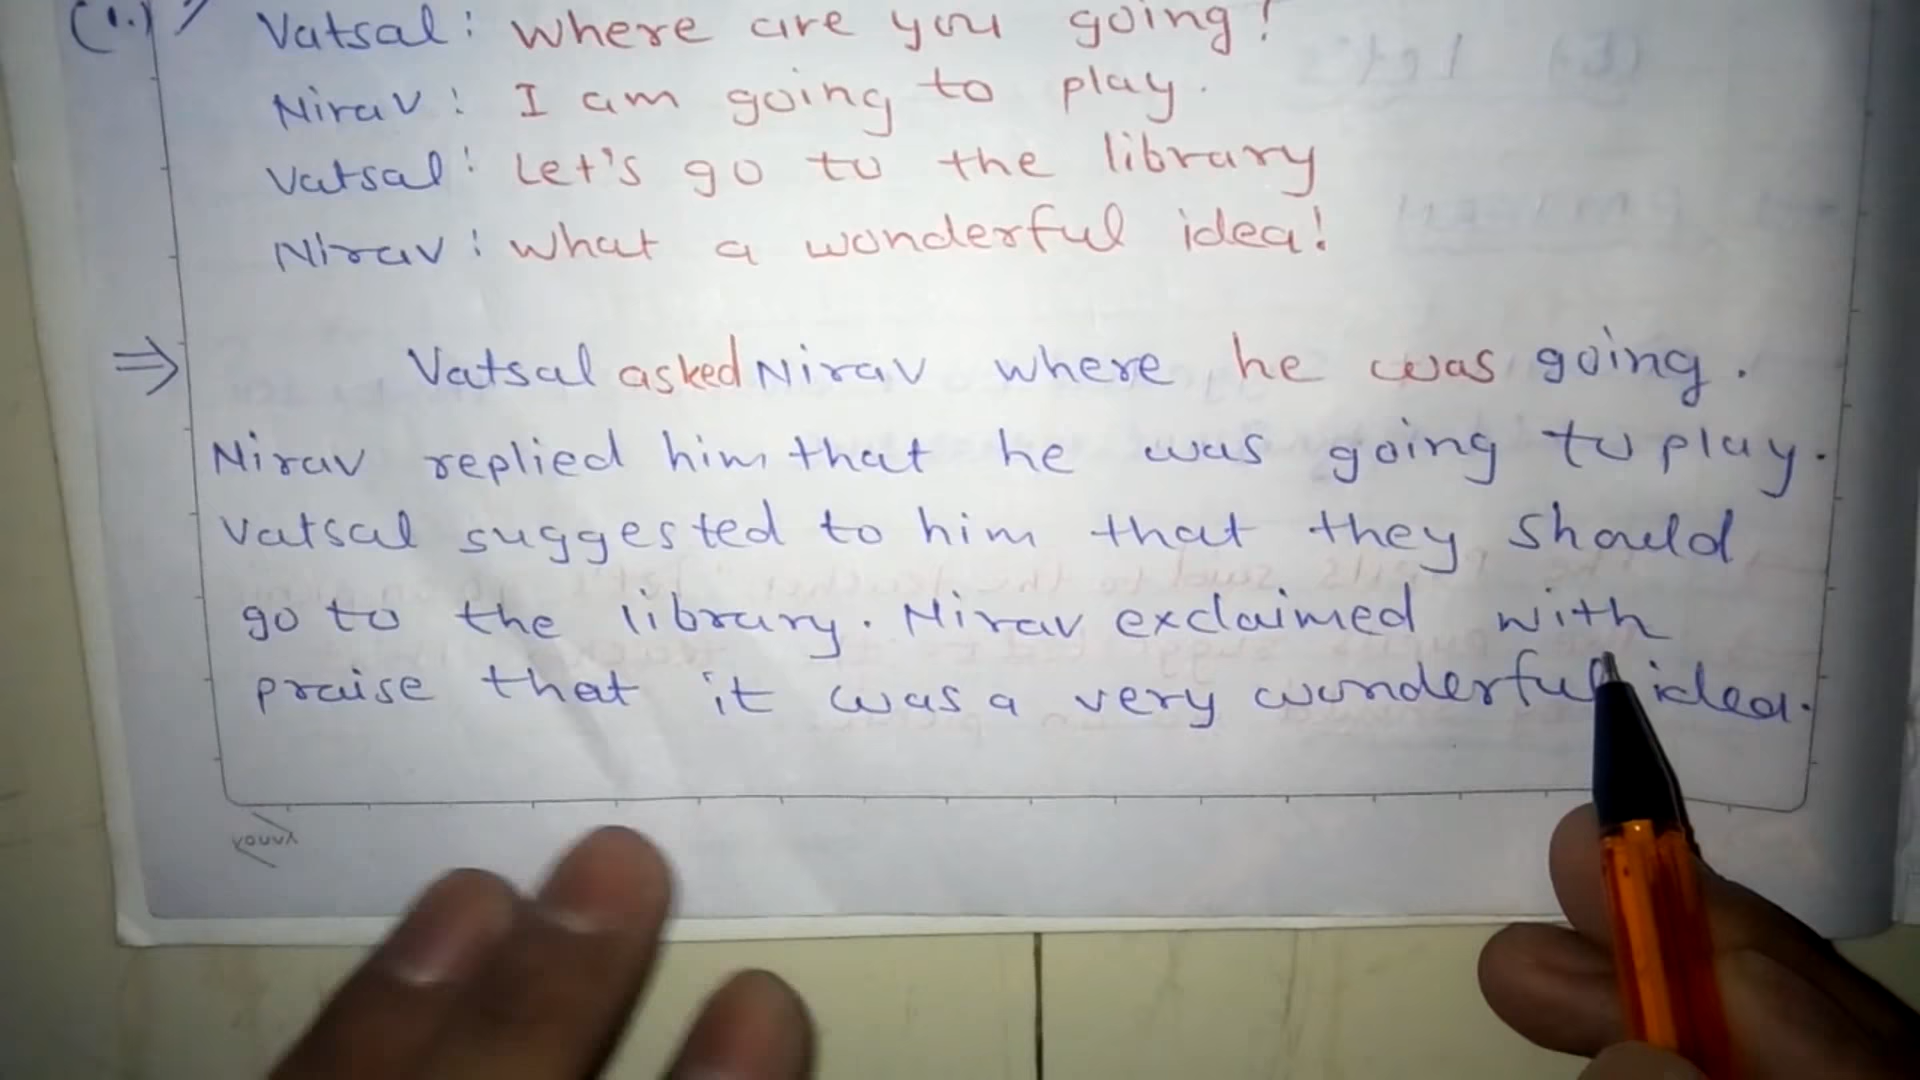 (1.) Vatsal: where are you going?
Nirav: I am going to play.
Vatsal: Let's go to the library
Nirav: what a wonderful idea!
⇒ Vatsal asked Nirav where he was going.
Nirav replied him that he was going to play.
Vatsal suggested to him that they should
go to the library. Nirav exclaimed with
praise that it was a very wonderful idea.
youva